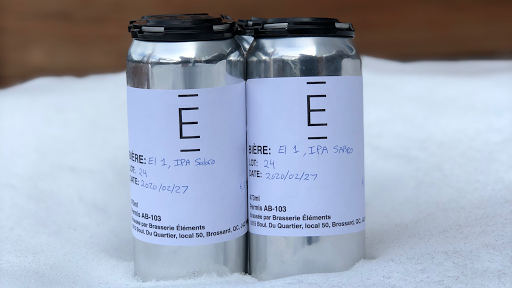 E
BIÈRE: El 1, IPA Sabro
LOT: 24
DATE: 2020/02/27
Permis AB-103
par Brasserie Éléments
Boul. Du Quartier, local 50, Brossard, QC,
E
BIÈRE: El 1, IPA SABRO
LOT: 24
DATE: 2020/02/27
473ml
Permis AB-103
par Brasserie Éléments
Boul. Du Quartier, local 50, Brossard, QC,